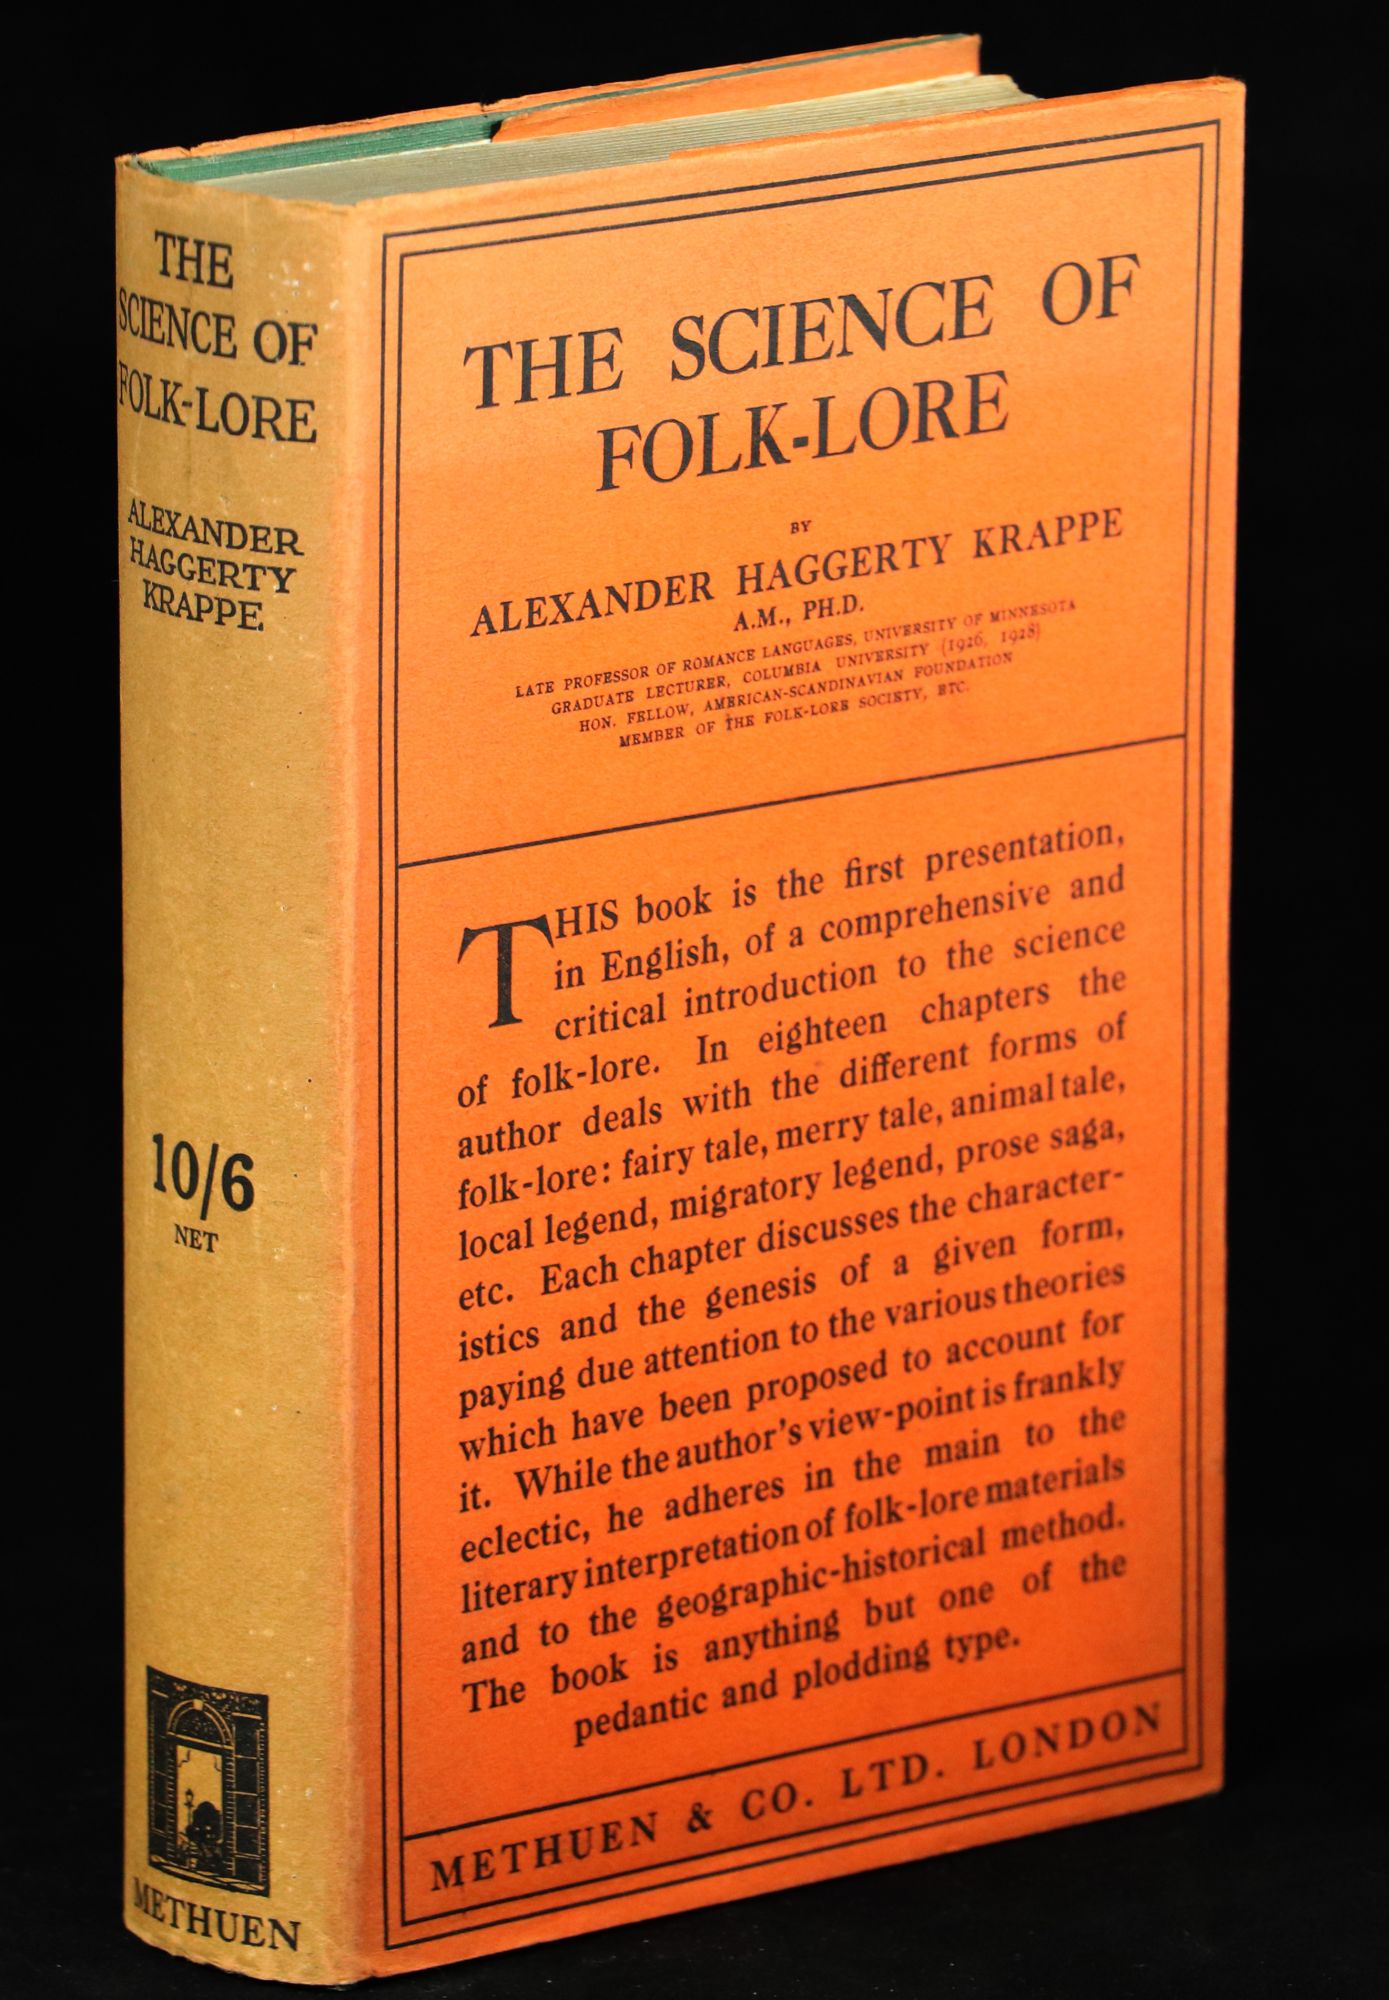 THE
SCIENCE OF
FOLK-LORE
ALEXANDER
HAGGERTY
KRAPPE
10/6
NET
METHUEN
THE SCIENCE OF
FOLK-LORE
BY
ALEXANDER HAGGERTY KRAPPE
A.M., PH.D.
LATE PROFESSOR OF ROMANCE LANGUAGES, UNIVERSITY OF MINNESOTA
GRADUATE LECTURER, COLUMBIA UNIVERSITY (1926, 1928)
HON. FELLOW, AMERICAN-SCANDINAVIAN FOUNDATION
MEMBER OF THE FOLK-LORE SOCIETY, ETC.
THIS book is the first presentation,
in English, of a comprehensive and
critical introduction to the science
of folk-lore. In eighteen chapters the
author deals with the different forms of
folk-lore: fairy tale, merry tale, animal tale,
local legend, migratory legend, prose saga,
etc. Each chapter discusses the character-
istics and the genesis of a given form,
paying due attention to the various theories
which have been proposed to account for
it. While the author's view-point is frankly
eclectic, he adheres in the main to the
literary interpretation of folk-lore materials
and to the geographic-historical method.
The book is anything but one of the
pedantic and plodding type.
METHUEN & CO. LTD. LONDON